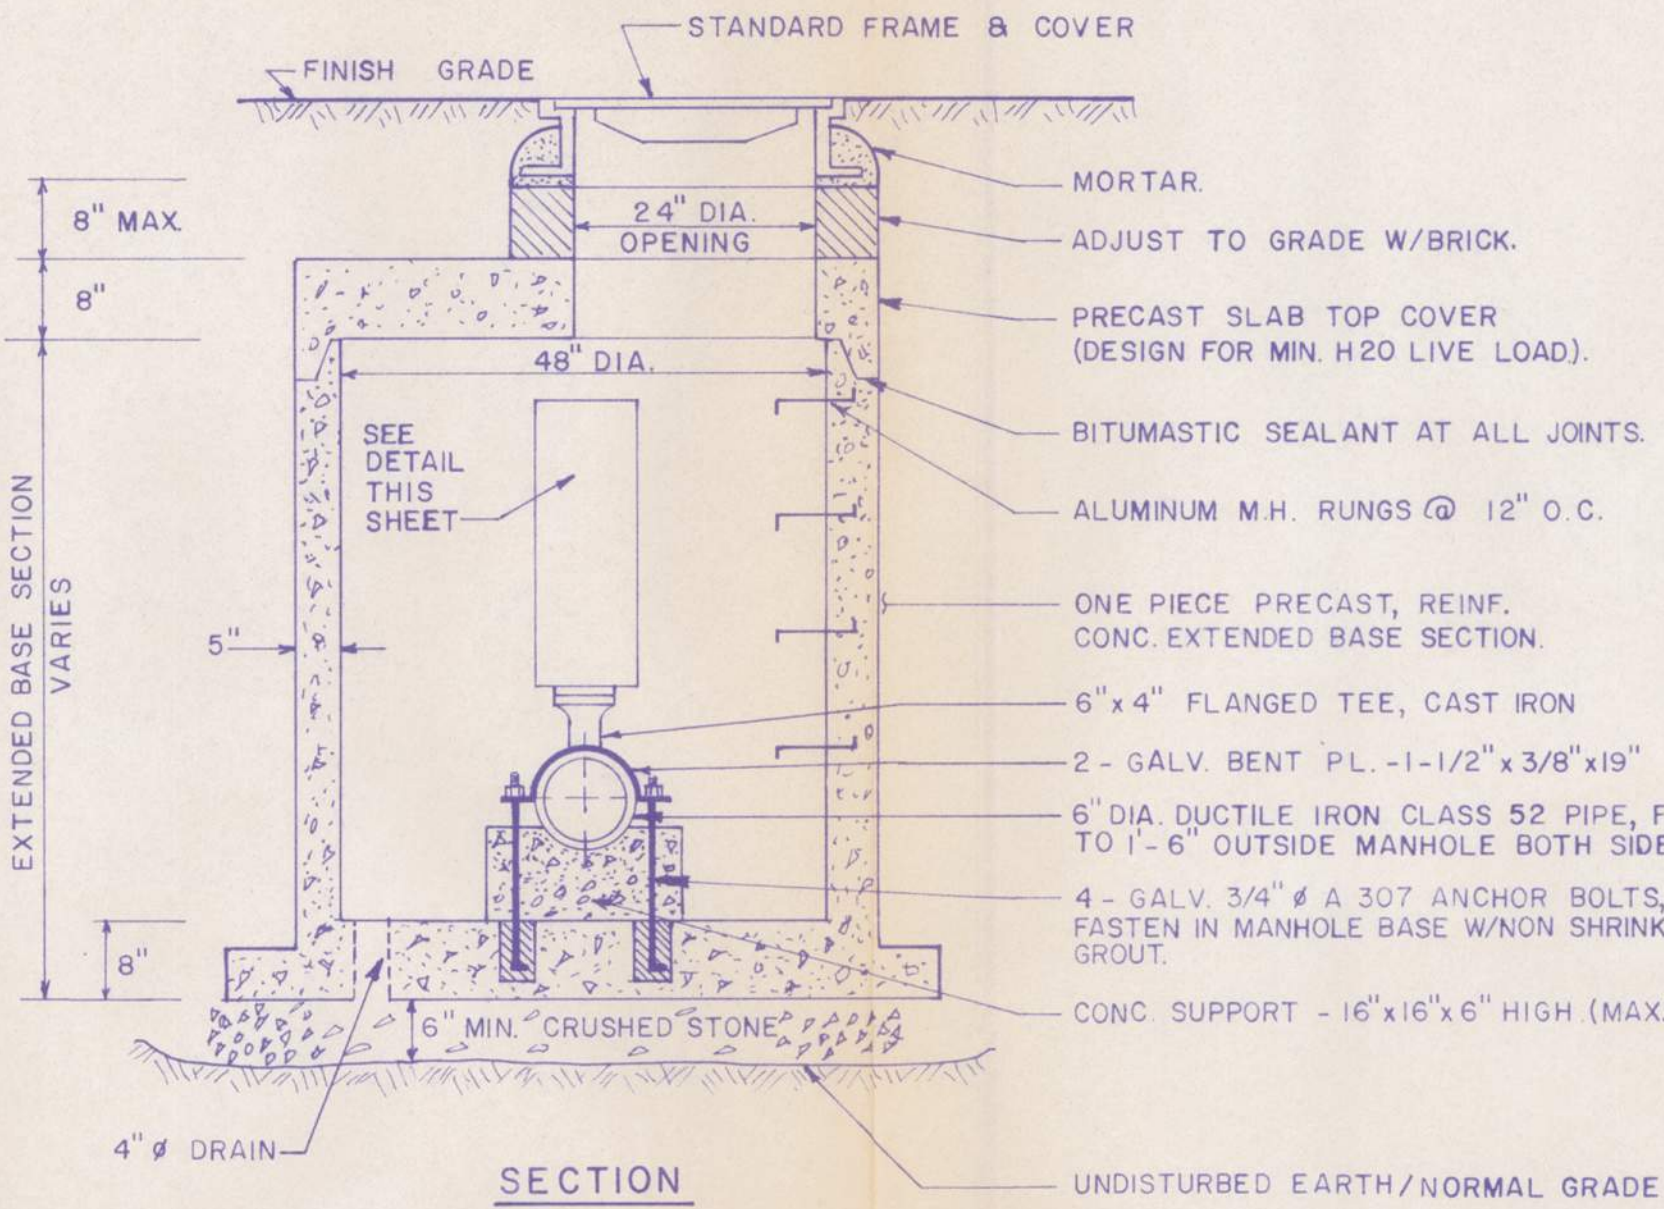 STANDARD FRAME & COVER
FINISH GRADE
MORTAR.
8" MAX.
24" DIA.
OPENING
ADJUST TO GRADE W/BRICK.
8"
PRECAST SLAB TOP COVER
(DESIGN FOR MIN. H20 LIVE LOAD.).
48" DIA.
SEE
DETAIL
THIS
SHEET
BITUMASTIC SEALANT AT ALL JOINTS.
ALUMINUM M.H. RUNGS @ 12" O.C.
EXTENDED BASE SECTION
VARIES
5"
ONE PIECE PRECAST, REINF.
CONC. EXTENDED BASE SECTION.
6" x 4" FLANGED TEE, CAST IRON
2 - GALV. BENT PL. -1-1/2" x 3/8" x19"
6" DIA. DUCTILE IRON CLASS 52 PIPE,
TO 1'-6" OUTSIDE MANHOLE BOTH SIDE
4 - GALV. 3/4" ø A 307 ANCHOR BOLTS,
FASTEN IN MANHOLE BASE W/NON SHRINK
GROUT.
8"
6" MIN. CRUSHED STONE
CONC. SUPPORT - 16"x16"x 6" HIGH (MAX.
4" ø DRAIN
SECTION
UNDISTURBED EARTH/NORMAL GRADE